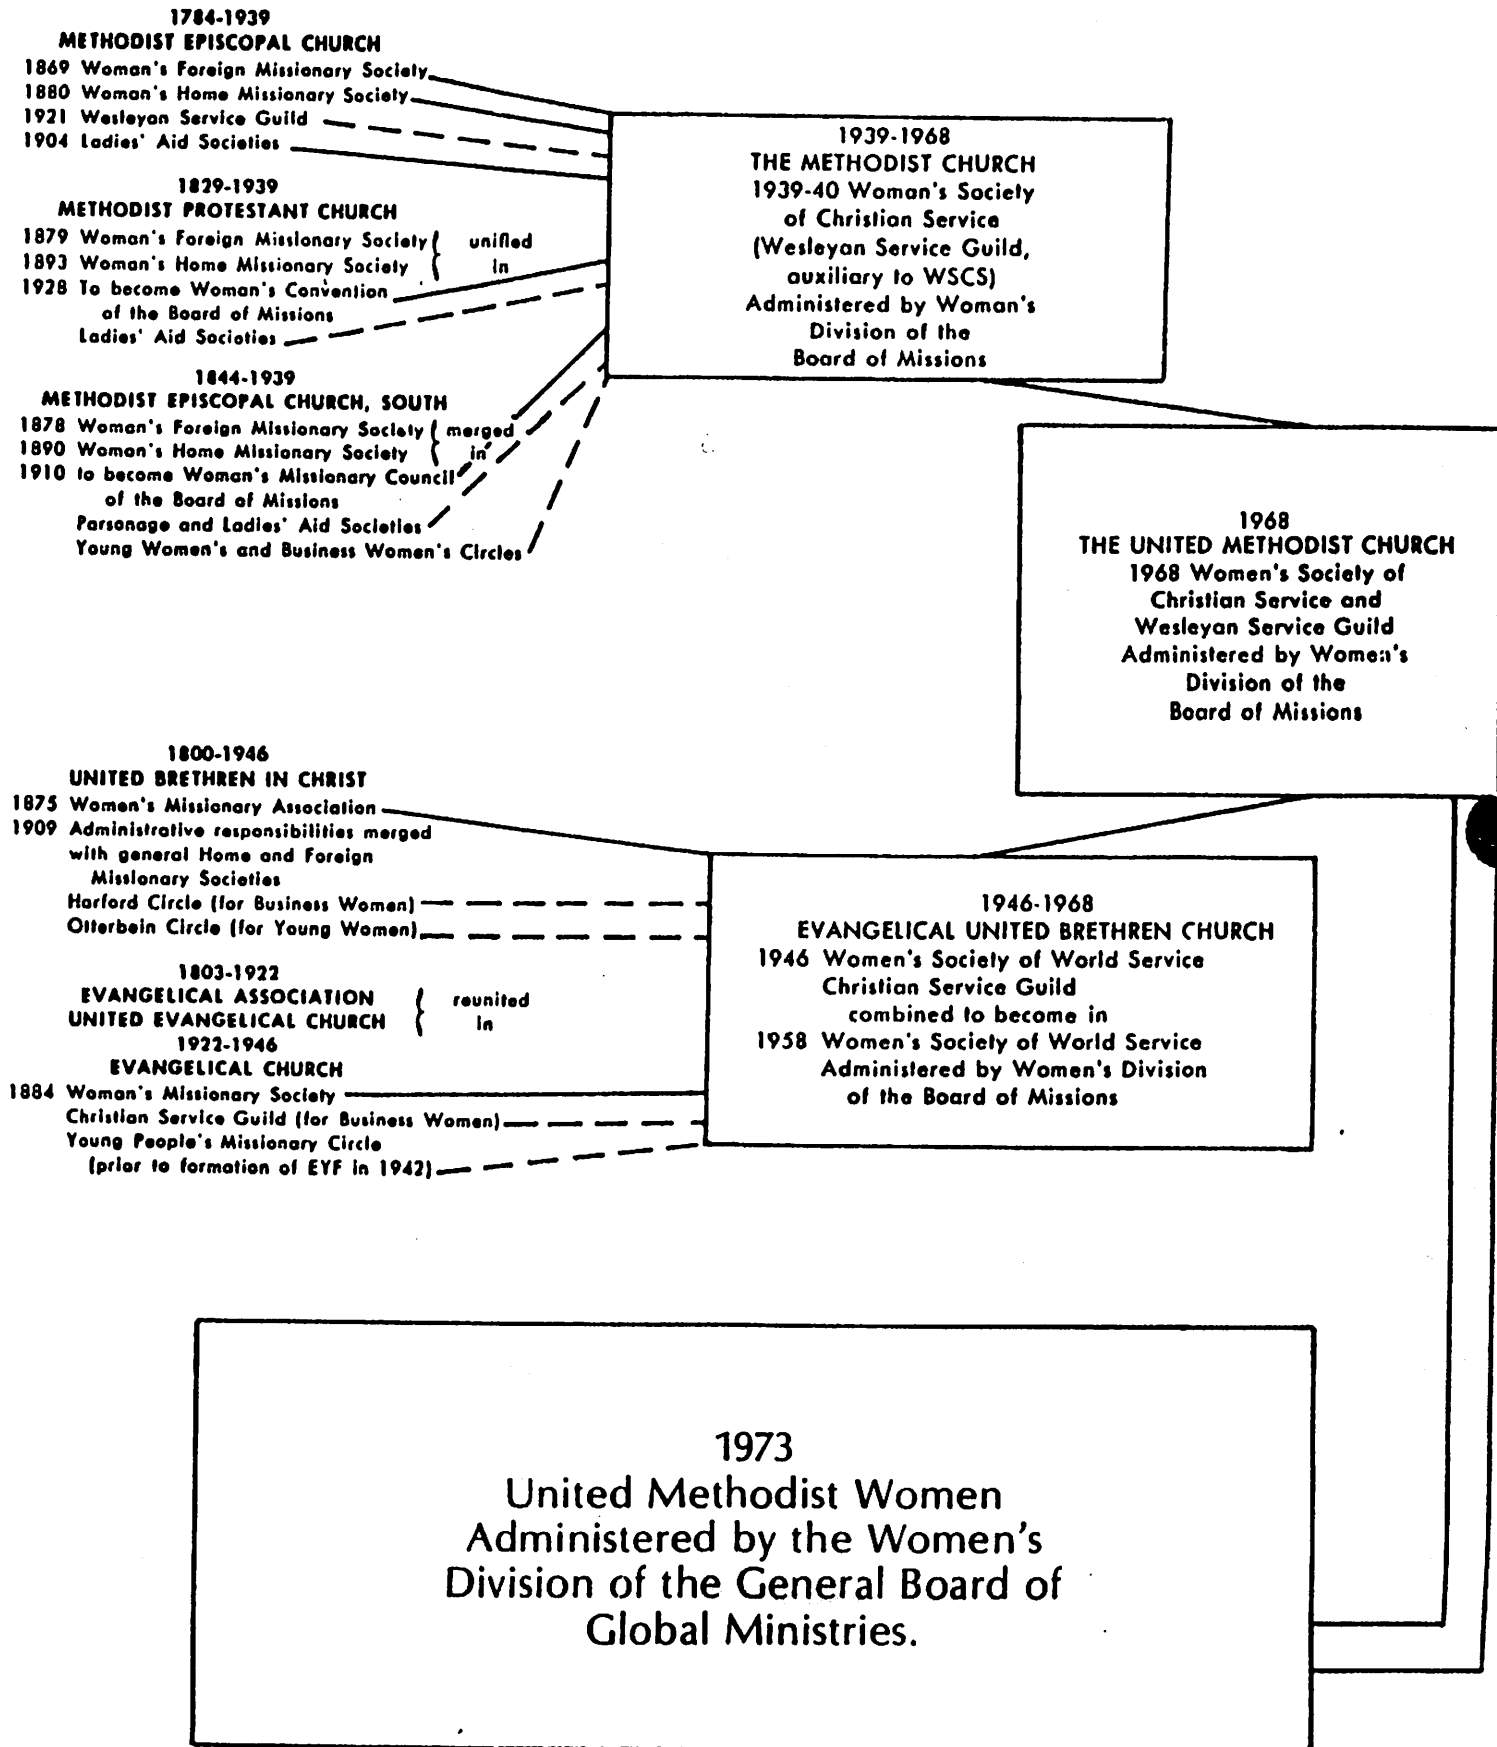 1784-1939
METHODIST EPISCOPAL CHURCH
1869 Woman's Foreign Missionary Society
1880 Woman's Home Missionary Society
1921 Wesleyan Service Guild
1904 Ladies' Aid Societies
1829-1939
METHODIST PROTESTANT CHURCH
1879 Woman's Foreign Missionary Society { unified
1893 Woman's Home Missionary Society { in
1928 To become Woman's Convention
of the Board of Missions
Ladies' Aid Societies
1844-1939
METHODIST EPISCOPAL CHURCH, SOUTH
1878 Woman's Foreign Missionary Society { merged
1890 Woman's Home Missionary Society { in
1910 to become Woman's Missionary Council
of the Board of Missions
Parsonage and Ladies' Aid Societies
Young Women's and Business Women's Circles
1939-1968
THE METHODIST CHURCH
1939-40 Woman's Society
of Christian Service
(Wesleyan Service Guild,
auxiliary to WSCS)
Administered by Woman's
Division of the
Board of Missions
1968
THE UNITED METHODIST CHURCH
1968 Women's Society of
Christian Service and
Wesleyan Service Guild
Administered by Women's
Division of the
Board of Missions
1800-1946
UNITED BRETHREN IN CHRIST
1875 Women's Missionary Association
1909 Administrative responsibilities merged
with general Home and Foreign
Missionary Societies
Harford Circle (for Business Women)
Otterbein Circle (for Young Women)
1803-1922
EVANGELICAL ASSOCIATION { reunited
UNITED EVANGELICAL CHURCH { in
1922-1946
EVANGELICAL CHURCH
1884 Woman's Missionary Society
Christian Service Guild (for Business Women)
Young People's Missionary Circle
(prior to formation of EYF in 1942)
1946-1968
EVANGELICAL UNITED BRETHREN CHURCH
1946 Women's Society of World Service
Christian Service Guild
combined to become in
1958 Women's Society of World Service
Administered by Women's Division
of the Board of Missions
1973
United Methodist Women
Administered by the Women's
Division of the General Board of
Global Ministries.